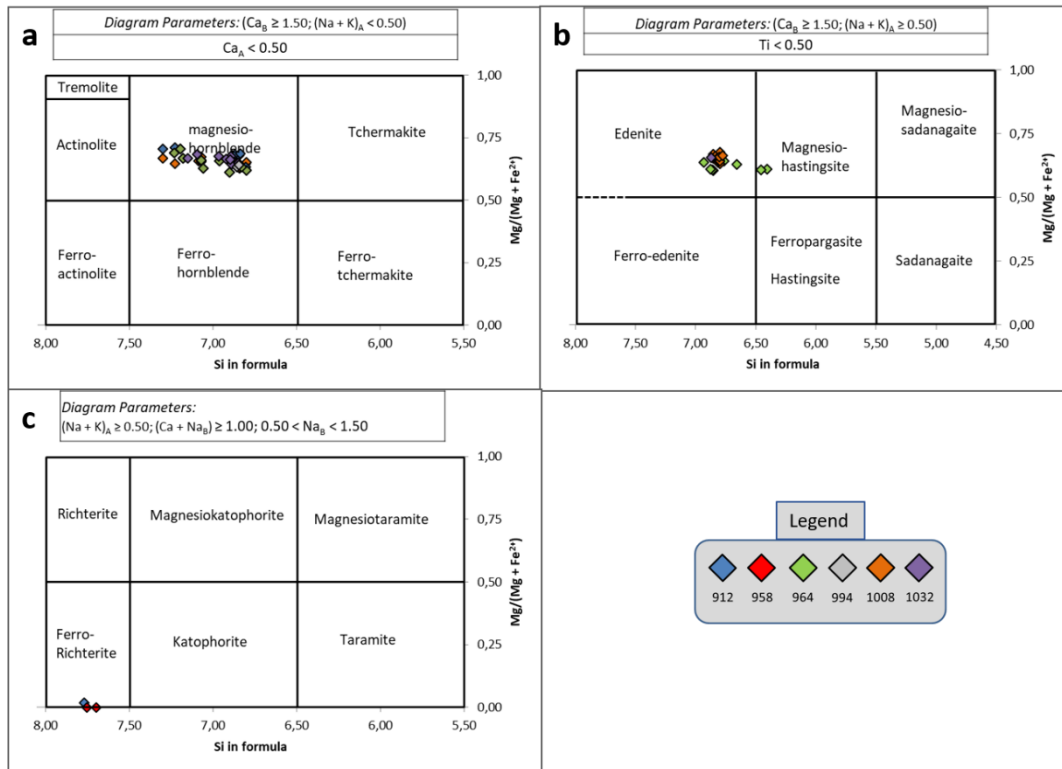 a
Diagram Parameters: (CaB ≥ 1.50; (Na + K)A < 0.50)
CaA < 0.50
Tremolite
Actinolite
magnesio-
hornblende
Tchermakite
Ferro-
actinolite
Ferro-
hornblende
Ferro-
tchermakite
1,00
0,75
0,50
0,25
0,00
Mg/(Mg + Fe²⁺)
8,00 7,50 7,00 6,50 6,00 5,50
Si in formula
b
Diagram Parameters: (CaB ≥ 1.50; (Na + K)A ≥ 0.50)
Ti < 0.50
Edenite
Magnesio-
hastingsite
Magnesio-
sadanagaite
Ferro-edenite
Ferropargasite
Hastingsite
Sadanagaite
1,00
0,75
0,50
0,25
0,00
Mg/(Mg + Fe²⁺)
8,00 7,50 7,00 6,50 6,00 5,50 5,00 4,50
Si in formula
c
Diagram Parameters:
(Na + K)A ≥ 0.50; (Ca + NaB) ≥ 1.00; 0.50 < NaB < 1.50
Richterite
Magnesiokatophorite
Magnesiotaramite
Ferro-
Richterite
Katophorite
Taramite
1,00
0,75
0,50
0,25
0,00
Mg/(Mg + Fe²⁺)
8,00 7,50 7,00 6,50 6,00 5,50
Si in formula
Legend
912 958 964 994 1008 1032